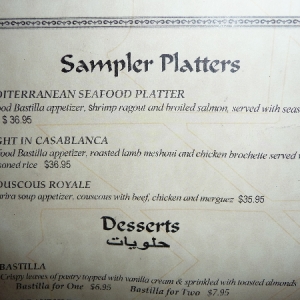 Sampler Platters
DITERRANEAN SEAFOOD PLATTER
ood Bastilla appetizer, shrimp ragout and broiled salmon, served with seas
$ 36.95
GHT IN CASABLANCA
food Bastilla appetizer, roasted lamb meshoui and chicken brochette served
soned rice $36.95
OUSCOUS ROYALE
arira soup appetizer, couscous with beef, chicken and merguez $35.95
Desserts
حلويات
BASTILLA
Crispy leaves of pastry topped with vanilla cream & sprinkled with toasted almonds
Bastilla for One $6.95 Bastilla for Two $7.95